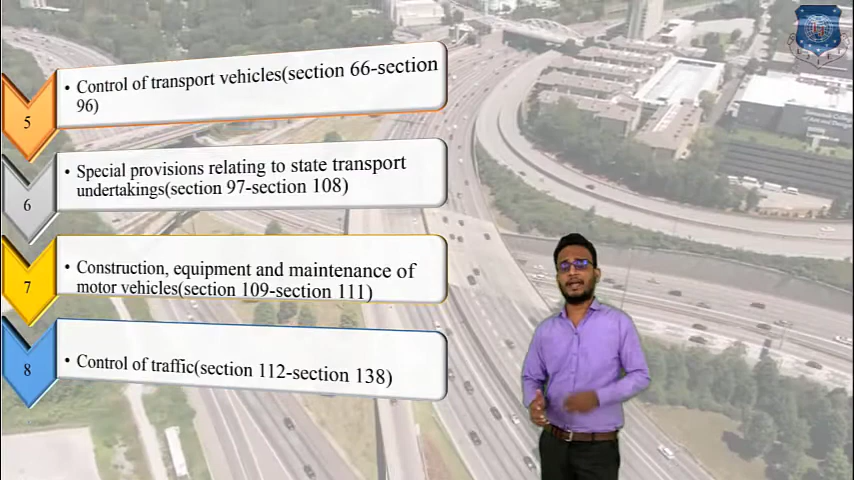 5
• Control of transport vehicles(section 66-section
96)
6
• Special provisions relating to state transport
undertakings(section 97-section 108)
7
• Construction, equipment and maintenance of
motor vehicles(section 109-section 111)
8
• Control of traffic(section 112-section 138)